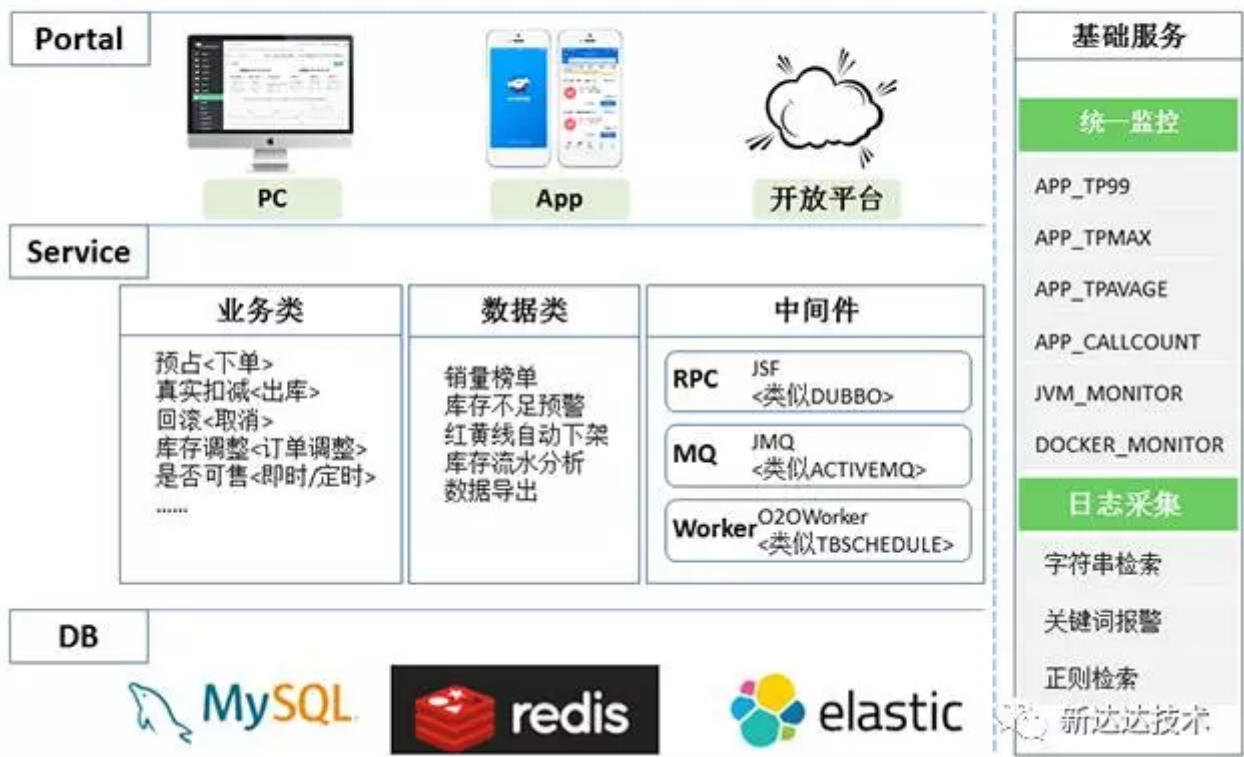 Portal
PC
App
开放平台
Service
业务类
预占<下单>
真实扣减<出库>
回滚<取消>
库存调整<订单调整>
是否可售<即时/定时>
......
数据类
销量榜单
库存不足预警
红黄线自动下架
库存流水分析
数据导出
中间件
RPC
JSF
<类似DUBBO>
MQ
JMQ
<类似ACTIVEMQ>
Worker
O2OWorker
<类似TBSCHEDULE>
DB
MySQL
redis
elastic
基础服务
统一监控
APP_TP99
APP_TPMAX
APP_TPAVAGE
APP_CALLCOUNT
JVM_MONITOR
DOCKER_MONITOR
日志采集
字符串检索
关键词报警
正则检索
新达达技术